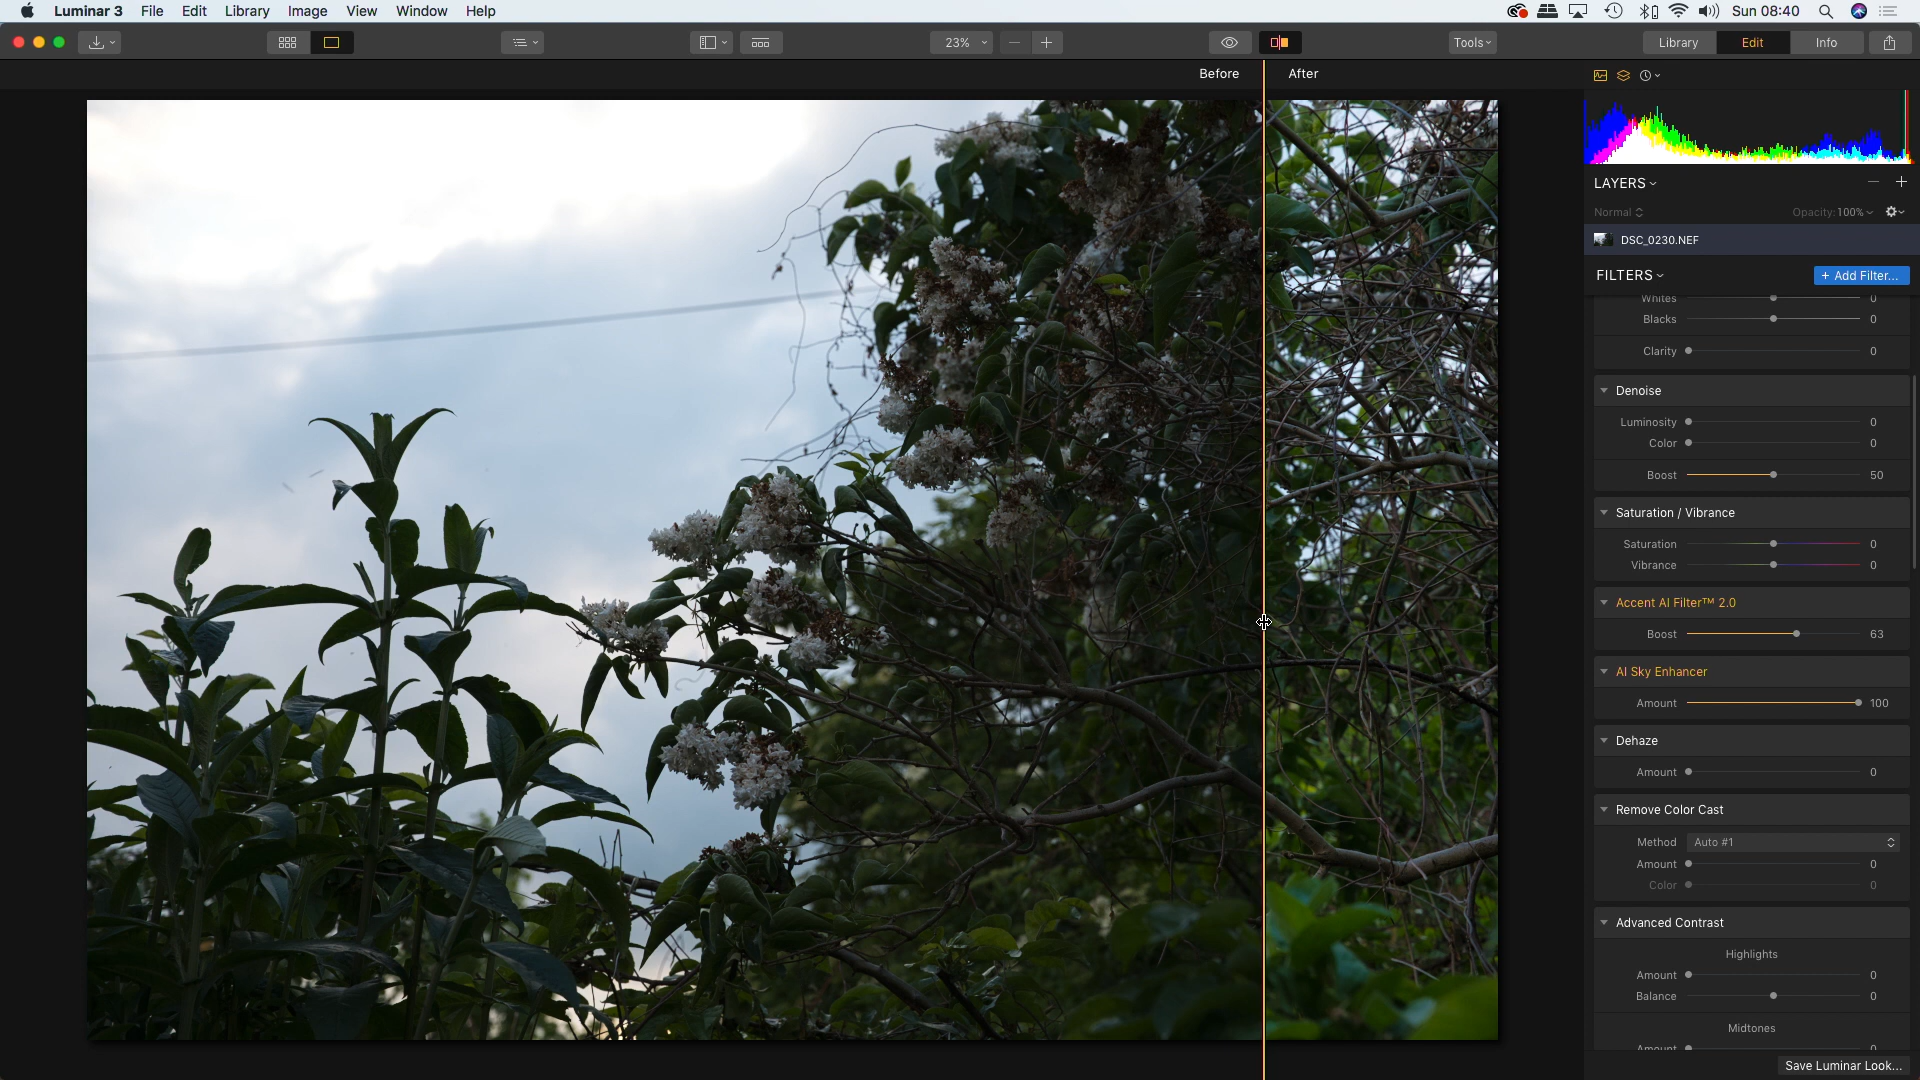 Luminar 3 File Edit Library Image View Window Help Sun 08:40
23% Tools Library Edit Info
Before After
LAYERS
Normal Opacity: 100%
DSC_0230.NEF
FILTERS + Add Filter...
Whites 0
Blacks 0
Clarity 0
Denoise
Luminosity 0
Color 0
Boost 50
Saturation / Vibrance
Saturation 0
Vibrance 0
Accent AI Filter™ 2.0
Boost 63
AI Sky Enhancer
Amount 100
Dehaze
Amount 0
Remove Color Cast
Method Auto #1
Amount 0
Color 0
Advanced Contrast
Highlights
Amount 0
Balance 0
Midtones
Amount 0
Save Luminar Look...